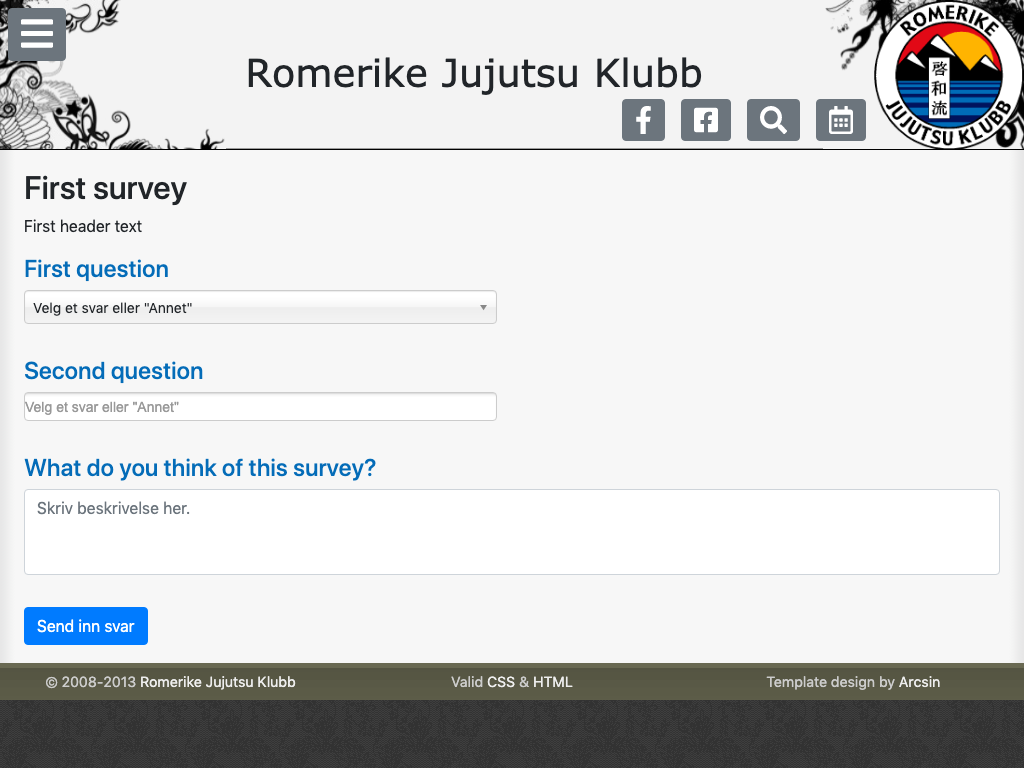 Romerike Jujutsu Klubb
ROMERIKE
啓和流
JUJUTSU KLUBB
First survey
First header text
First question
Velg et svar eller "Annet"
Second question
Velg et svar eller "Annet"
What do you think of this survey?
Skriv beskrivelse her.
Send inn svar
© 2008-2013 Romerike Jujutsu Klubb
Valid CSS & HTML
Template design by Arcsin